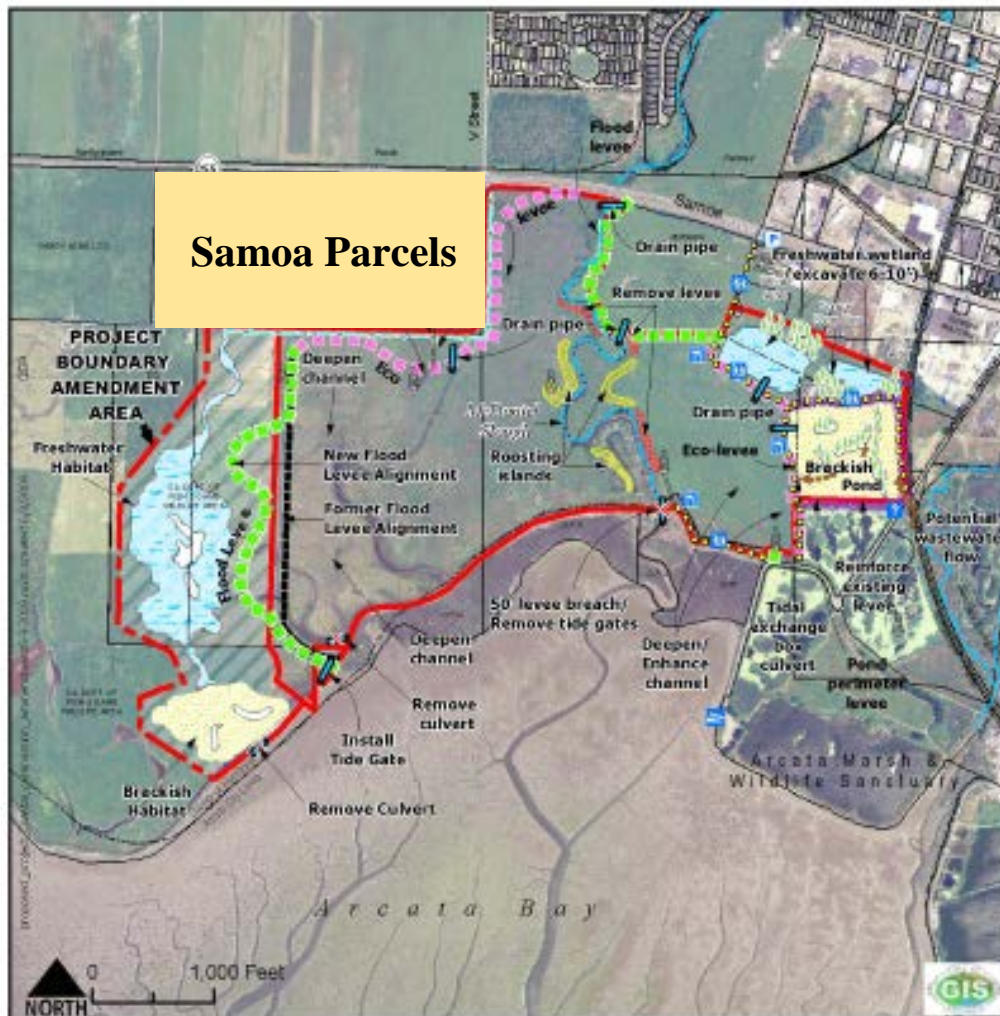 V Street
Flood
levee
Samoa
levee
Samoa Parcels
Drain pipe
Freshwater wetland
(excavate 6-10')
Remove levee
PROJECT
BOUNDARY
AMENDMENT
AREA
Drain pipe
Deepen
channel
Eco
McDaniel
Slough
Drain pipe
Freshwater
Habitat
New Flood
Levee Alignment
Roosting
islands
Eco-levee
Brackish
Pond
Former Flood
Levee Alignment
Flood Levee
Potential
wastewater
flow
Reinforce
existing
levee
50' levee breach/
Remove tide gates
Tidal
exchange
box
culvert
Deepen
channel
Deepen/
Enhance
channel
Pond
perimeter
levee
Remove
culvert
Install
Tide Gate
Arcata Marsh &
Wildlife Sanctuary
Brackish
Habitat
Remove Culvert
Arcata Bay
0 1,000 Feet
NORTH
GIS